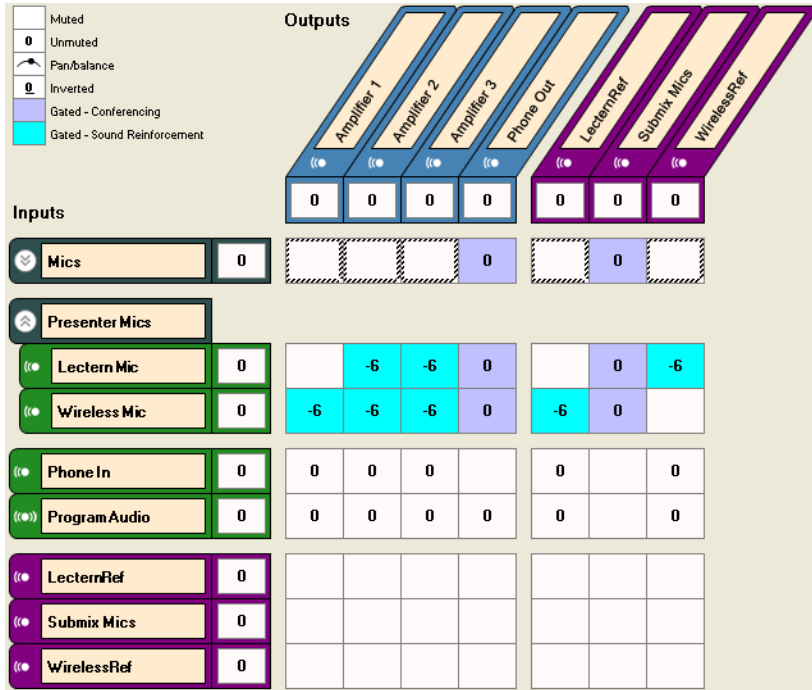 Muted
0 Unmuted
Pan/balance
0 Inverted
Gated - Conferencing
Gated - Sound Reinforcement
Outputs
Amplifier 1
Amplifier 2
Amplifier 3
Phone Out
LecternRef
Submix Mics
WirelessRef
0 0 0 0 0 0 0
Inputs
Mics 0 0 0
Presenter Mics
Lectern Mic 0 -6 -6 0 0 -6
Wireless Mic 0 -6 -6 -6 0 -6 0
Phone In 0 0 0 0 0 0
Program Audio 0 0 0 0 0 0 0
LecternRef 0
Submix Mics 0
WirelessRef 0